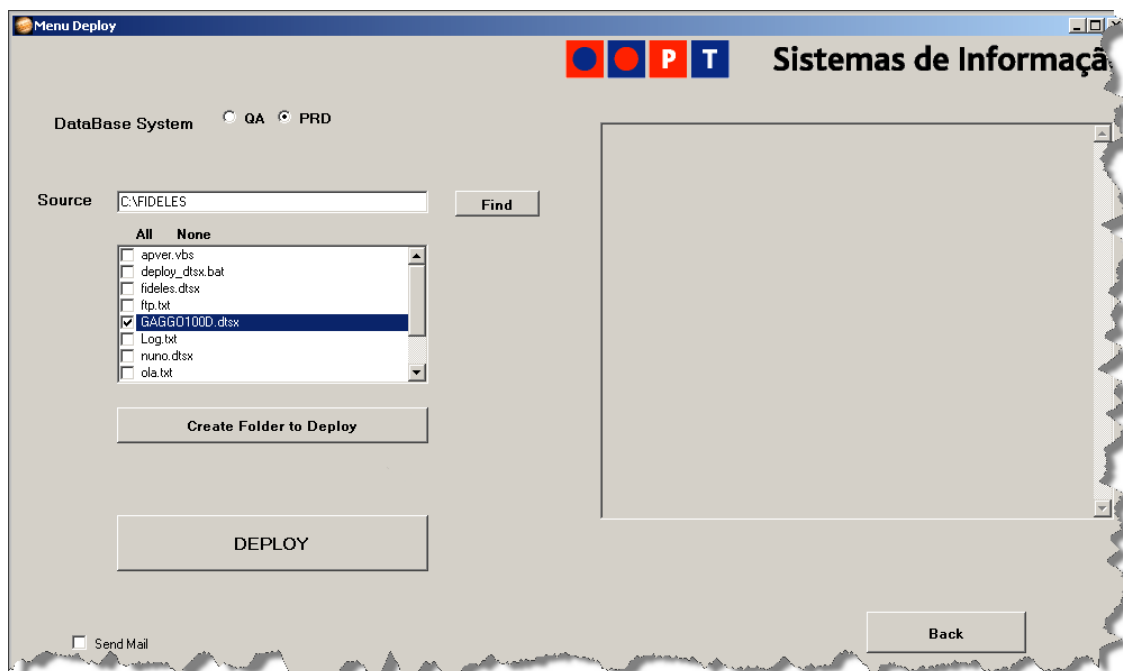 Menu Deploy
P T Sistemas de Informaçã
DataBase System QA PRD
Source C:\FIDELES Find
All None
apver.vbs
deploy_dtsx.bat
fideles.dtsx
ftp.txt
GAGGO100D.dtsx
Log.txt
nuno.dtsx
ola.txt
Create Folder to Deploy
DEPLOY
Back
Send Mail